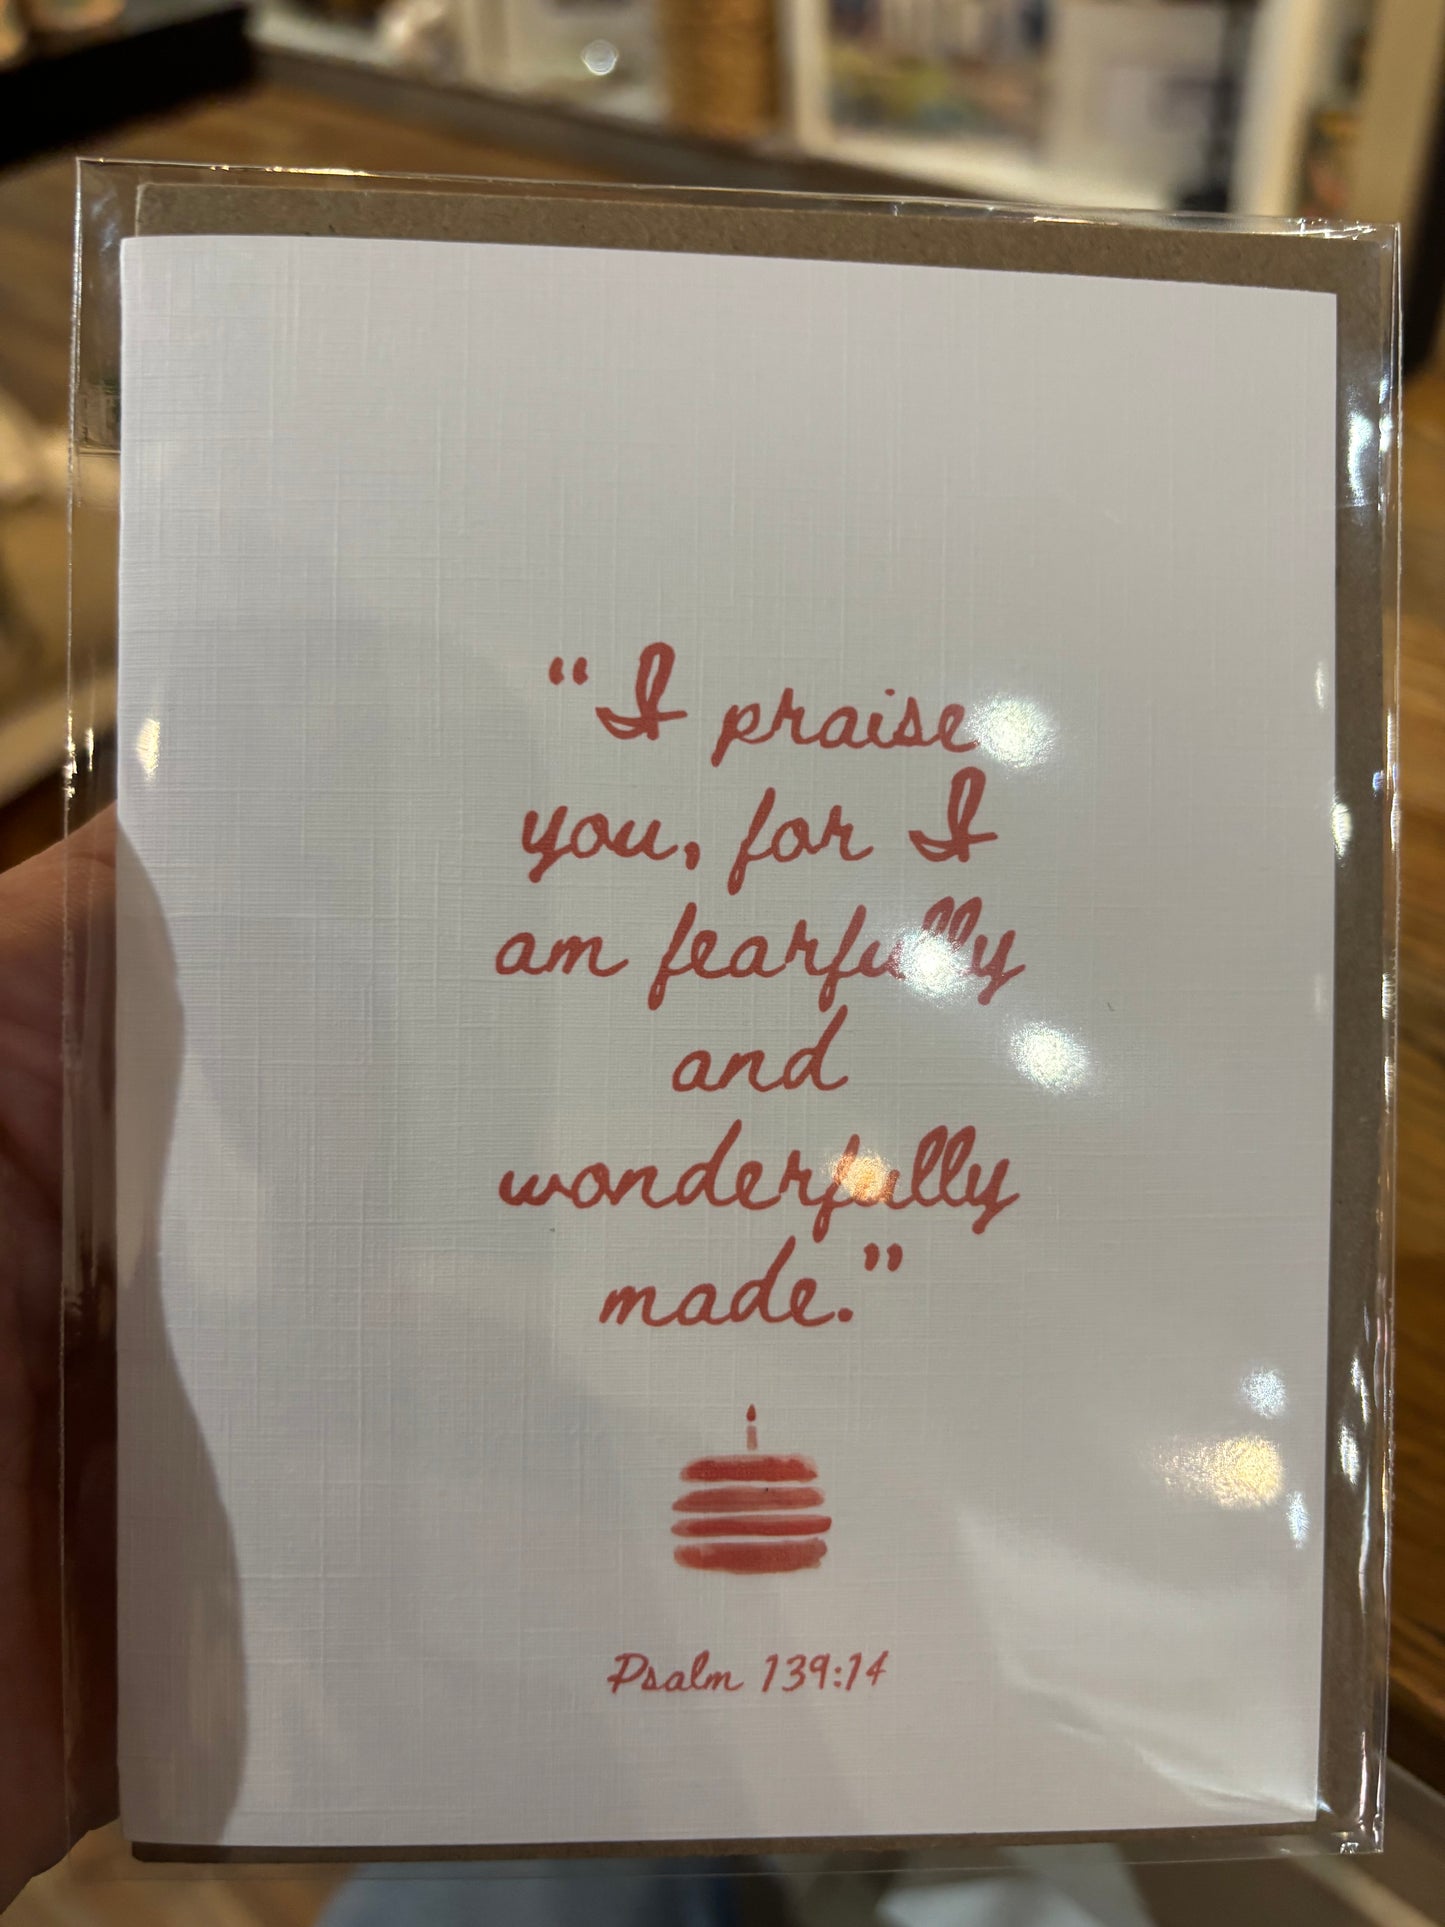 “I praise
you, for I
am fearfully
and
wonderfully
made.”
Psalm 139:14